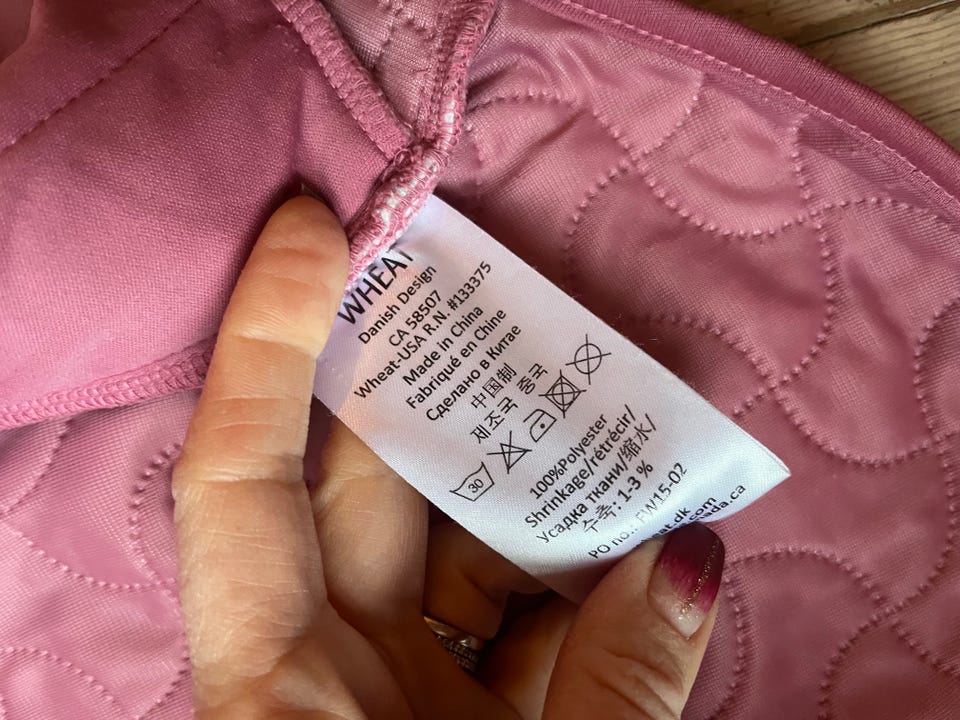 WHEAT
Danish Design
CA 58507
Wheat-USA R.N. #133375
Made in China
Fabriqué en Chine
Сделано в Китае
中国制
제조국 중국
30
100%Polyester
Shrinkage/rétrécir/
Усадка ткани/缩水/
수축: 1-3 %
PO no.: FW15-02